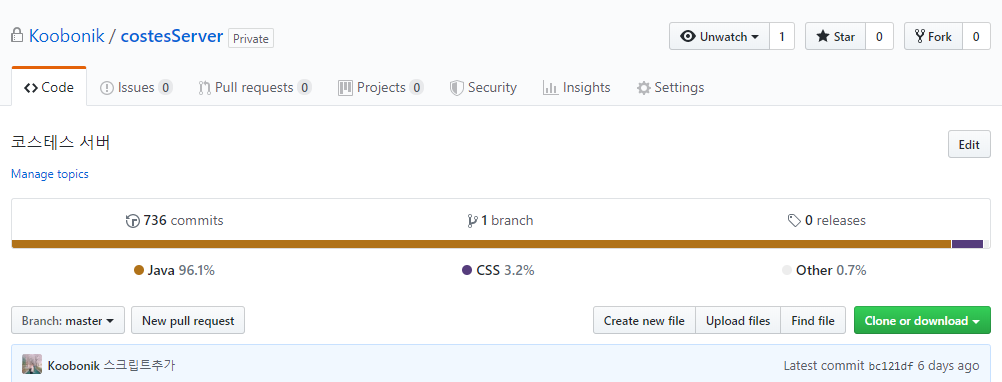 Koobonik / costesServer Private
Unwatch 1 Star 0 Fork 0
Code Issues 0 Pull requests 0 Projects 0 Security Insights Settings
코스테스 서버
Edit
Manage topics
736 commits 1 branch 0 releases
Java 96.1% CSS 3.2% Other 0.7%
Branch: master New pull request Create new file Upload files Find file Clone or download
Koobonik 스크립트추가 Latest commit bc121df 6 days ago